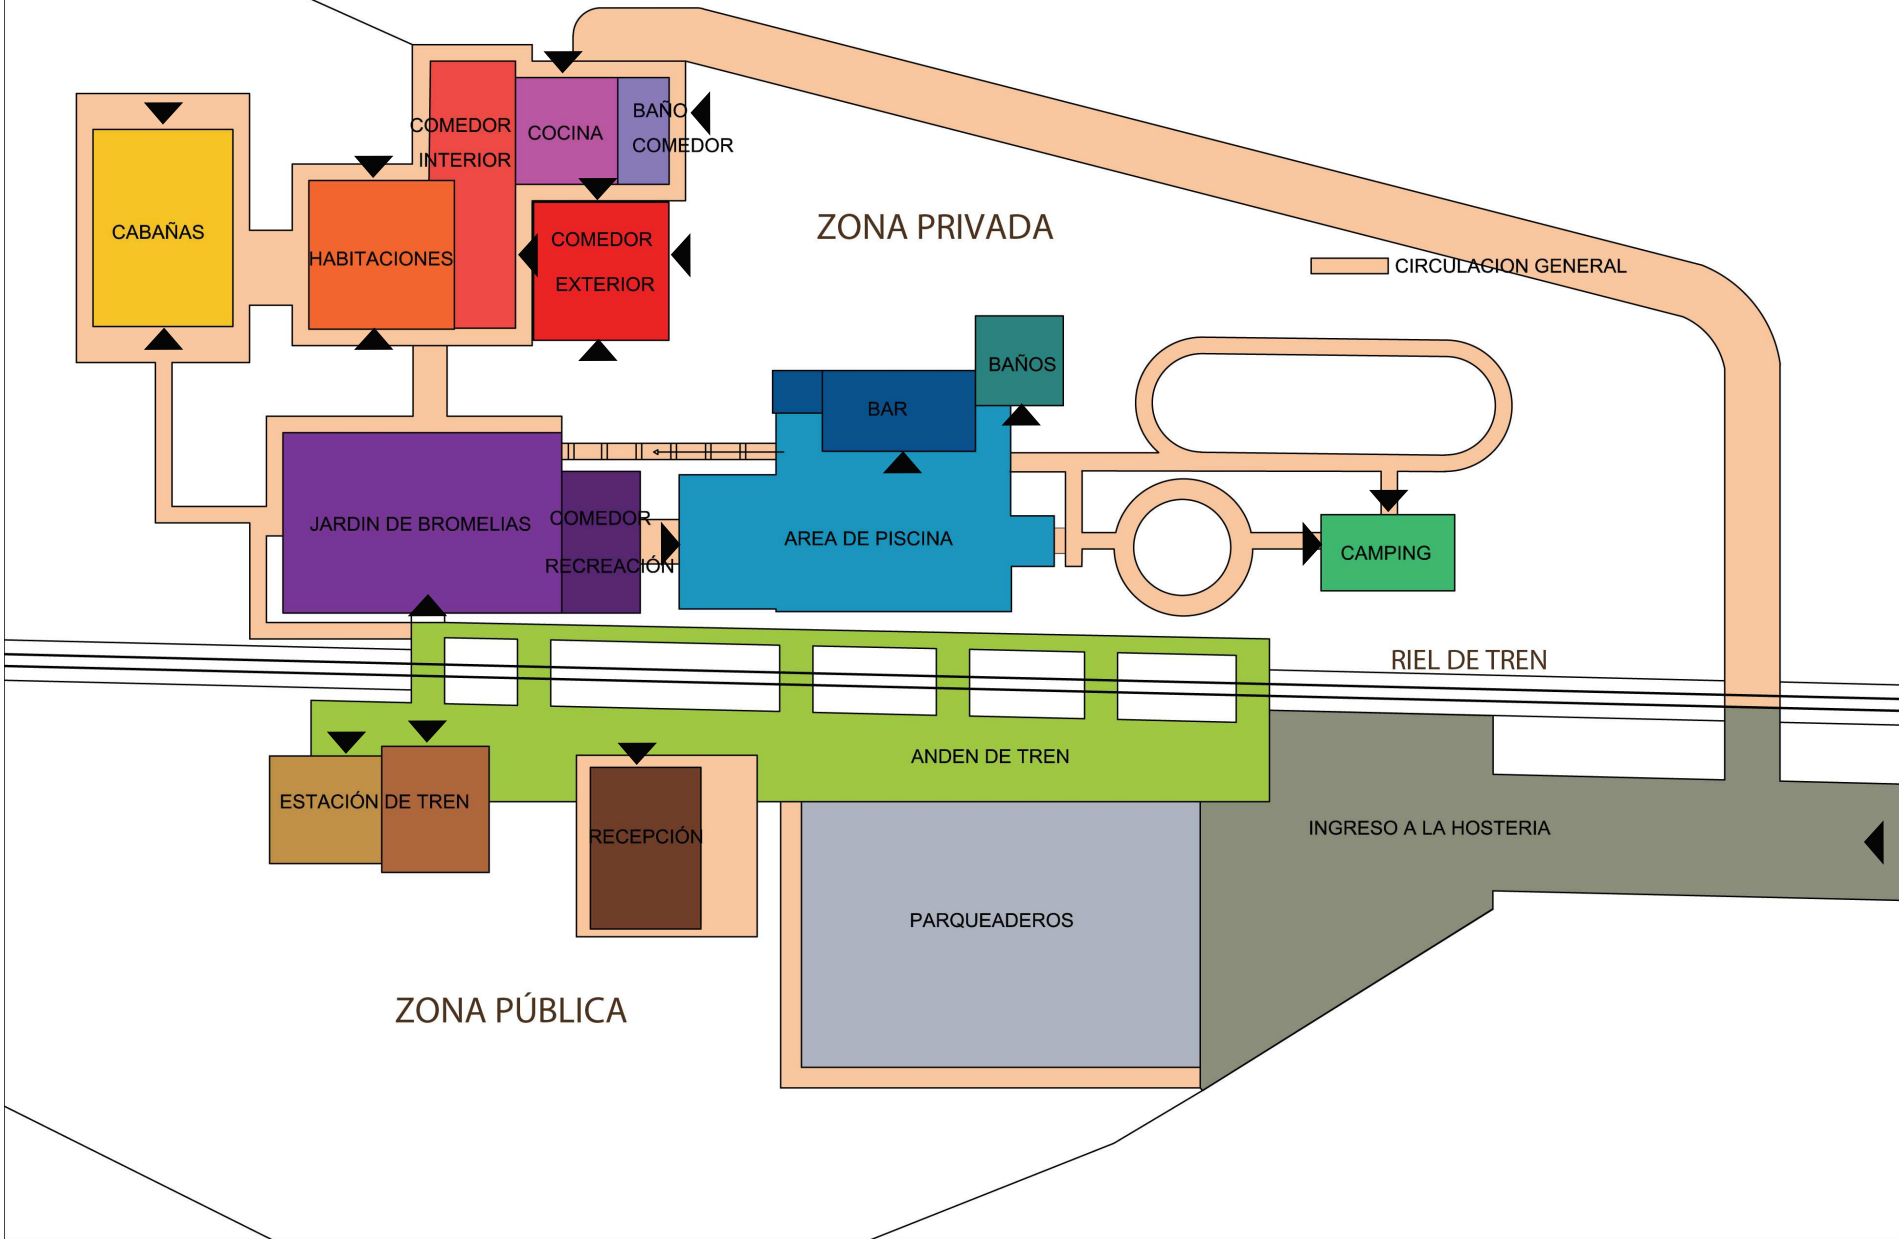 COMEDOR
INTERIOR
COCINA
BAÑO
COMEDOR
CABAÑAS
HABITACIONES
COMEDOR
EXTERIOR
ZONA PRIVADA
CIRCULACION GENERAL
BAÑOS
BAR
JARDIN DE BROMELIAS
COMEDOR
RECREACIÓN
AREA DE PISCINA
CAMPING
RIEL DE TREN
ANDEN DE TREN
ESTACIÓN DE TREN
RECEPCIÓN
INGRESO A LA HOSTERIA
PARQUEADEROS
ZONA PÚBLICA